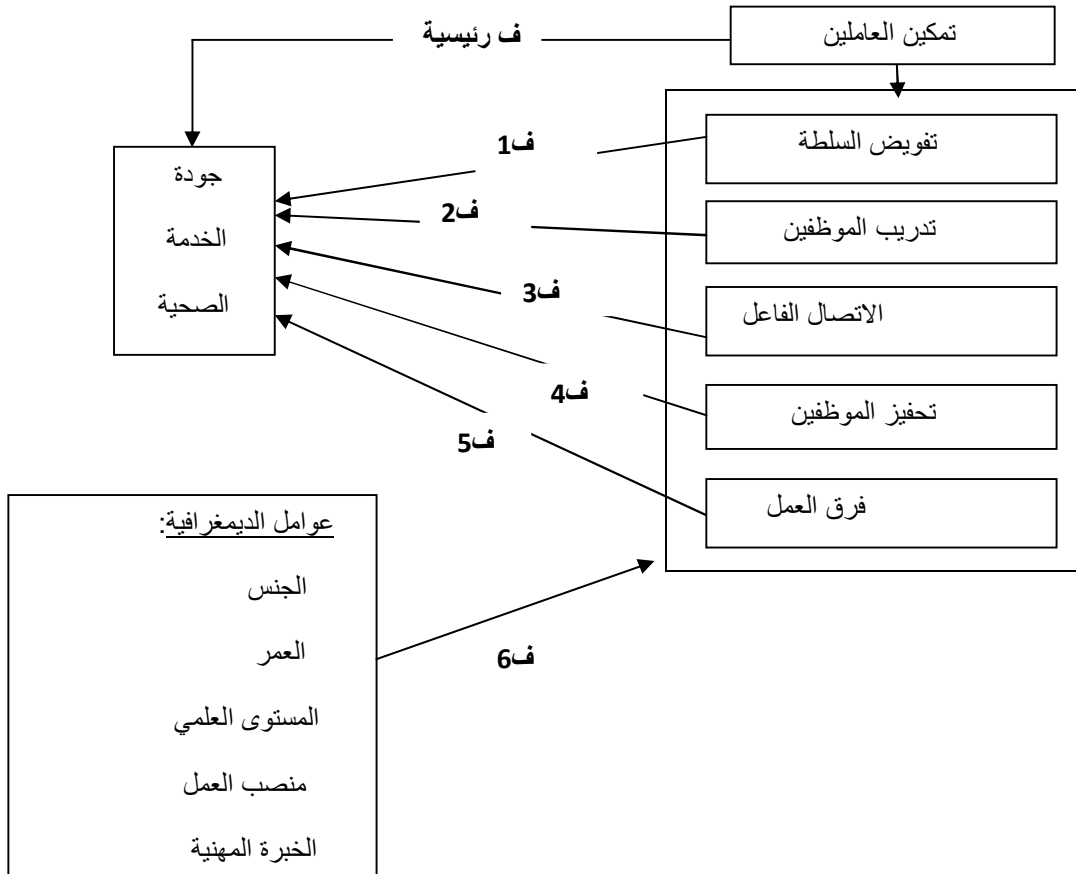 تمكين العاملين
ف رئيسية
تفويض السلطة
ف1
جودة
ف2
تدريب الموظفين
الخدمة
ف3
الاتصال الفاعل
الصحية
ف4
تحفيز الموظفين
ف5
فرق العمل
عوامل الديمغرافية:
الجنس
العمر
ف6
المستوى العلمي
منصب العمل
الخبرة المهنية